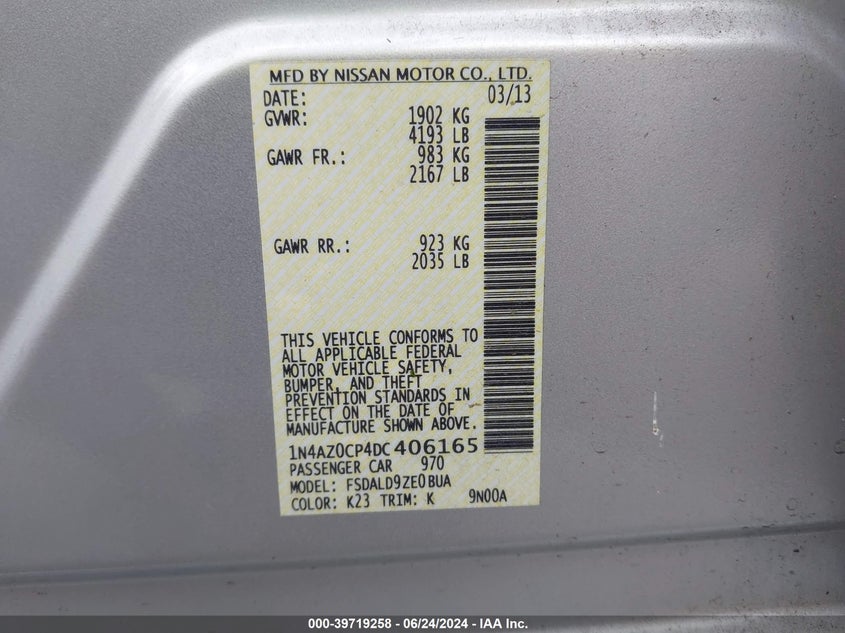 MFD BY NISSAN MOTOR CO., LTD.
DATE: 03/13
GVWR: 1902 KG
4193 LB
GAWR FR.: 983 KG
2167 LB
GAWR RR.: 923 KG
2035 LB
THIS VEHICLE CONFORMS TO
ALL APPLICABLE FEDERAL
MOTOR VEHICLE SAFETY,
BUMPER, AND THEFT
PREVENTION STANDARDS IN
EFFECT ON THE DATE OF
MANUFACTURE SHOWN ABOVE.
1N4AZ0CP4DC406165
PASSENGER CAR 970
MODEL: FSDALD9ZE0BUA
COLOR: K23 TRIM: K 9N00A
000-39719258 - 06/24/2024 - IAA Inc.